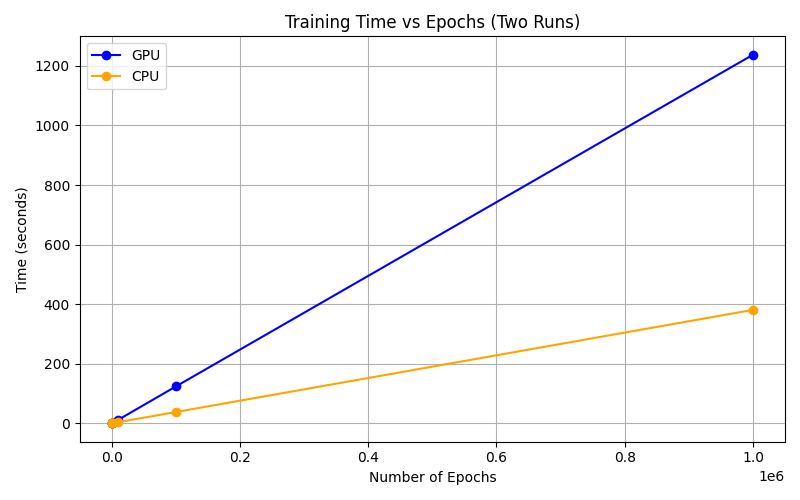 Training Time vs Epochs (Two Runs)
GPU
CPU
Time (seconds)
1200
1000
800
600
400
200
0
0.0 0.2 0.4 0.6 0.8 1.0
1e6
Number of Epochs